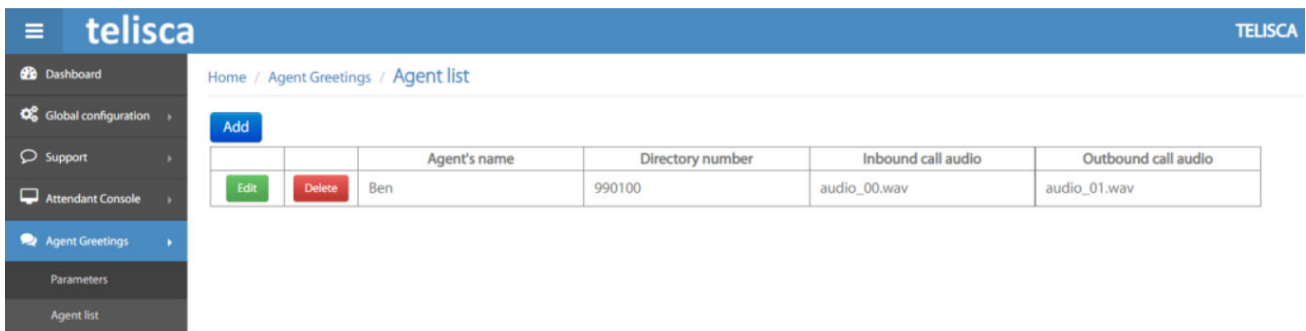 telisca
TELISCA
Dashboard
Global configuration
Support
Attendant Console
Agent Greetings
Parameters
Agent list
Home / Agent Greetings / Agent list
Add
Agent's name Directory number Inbound call audio Outbound call audio
Edit Delete Ben 990100 audio_00.wav audio_01.wav